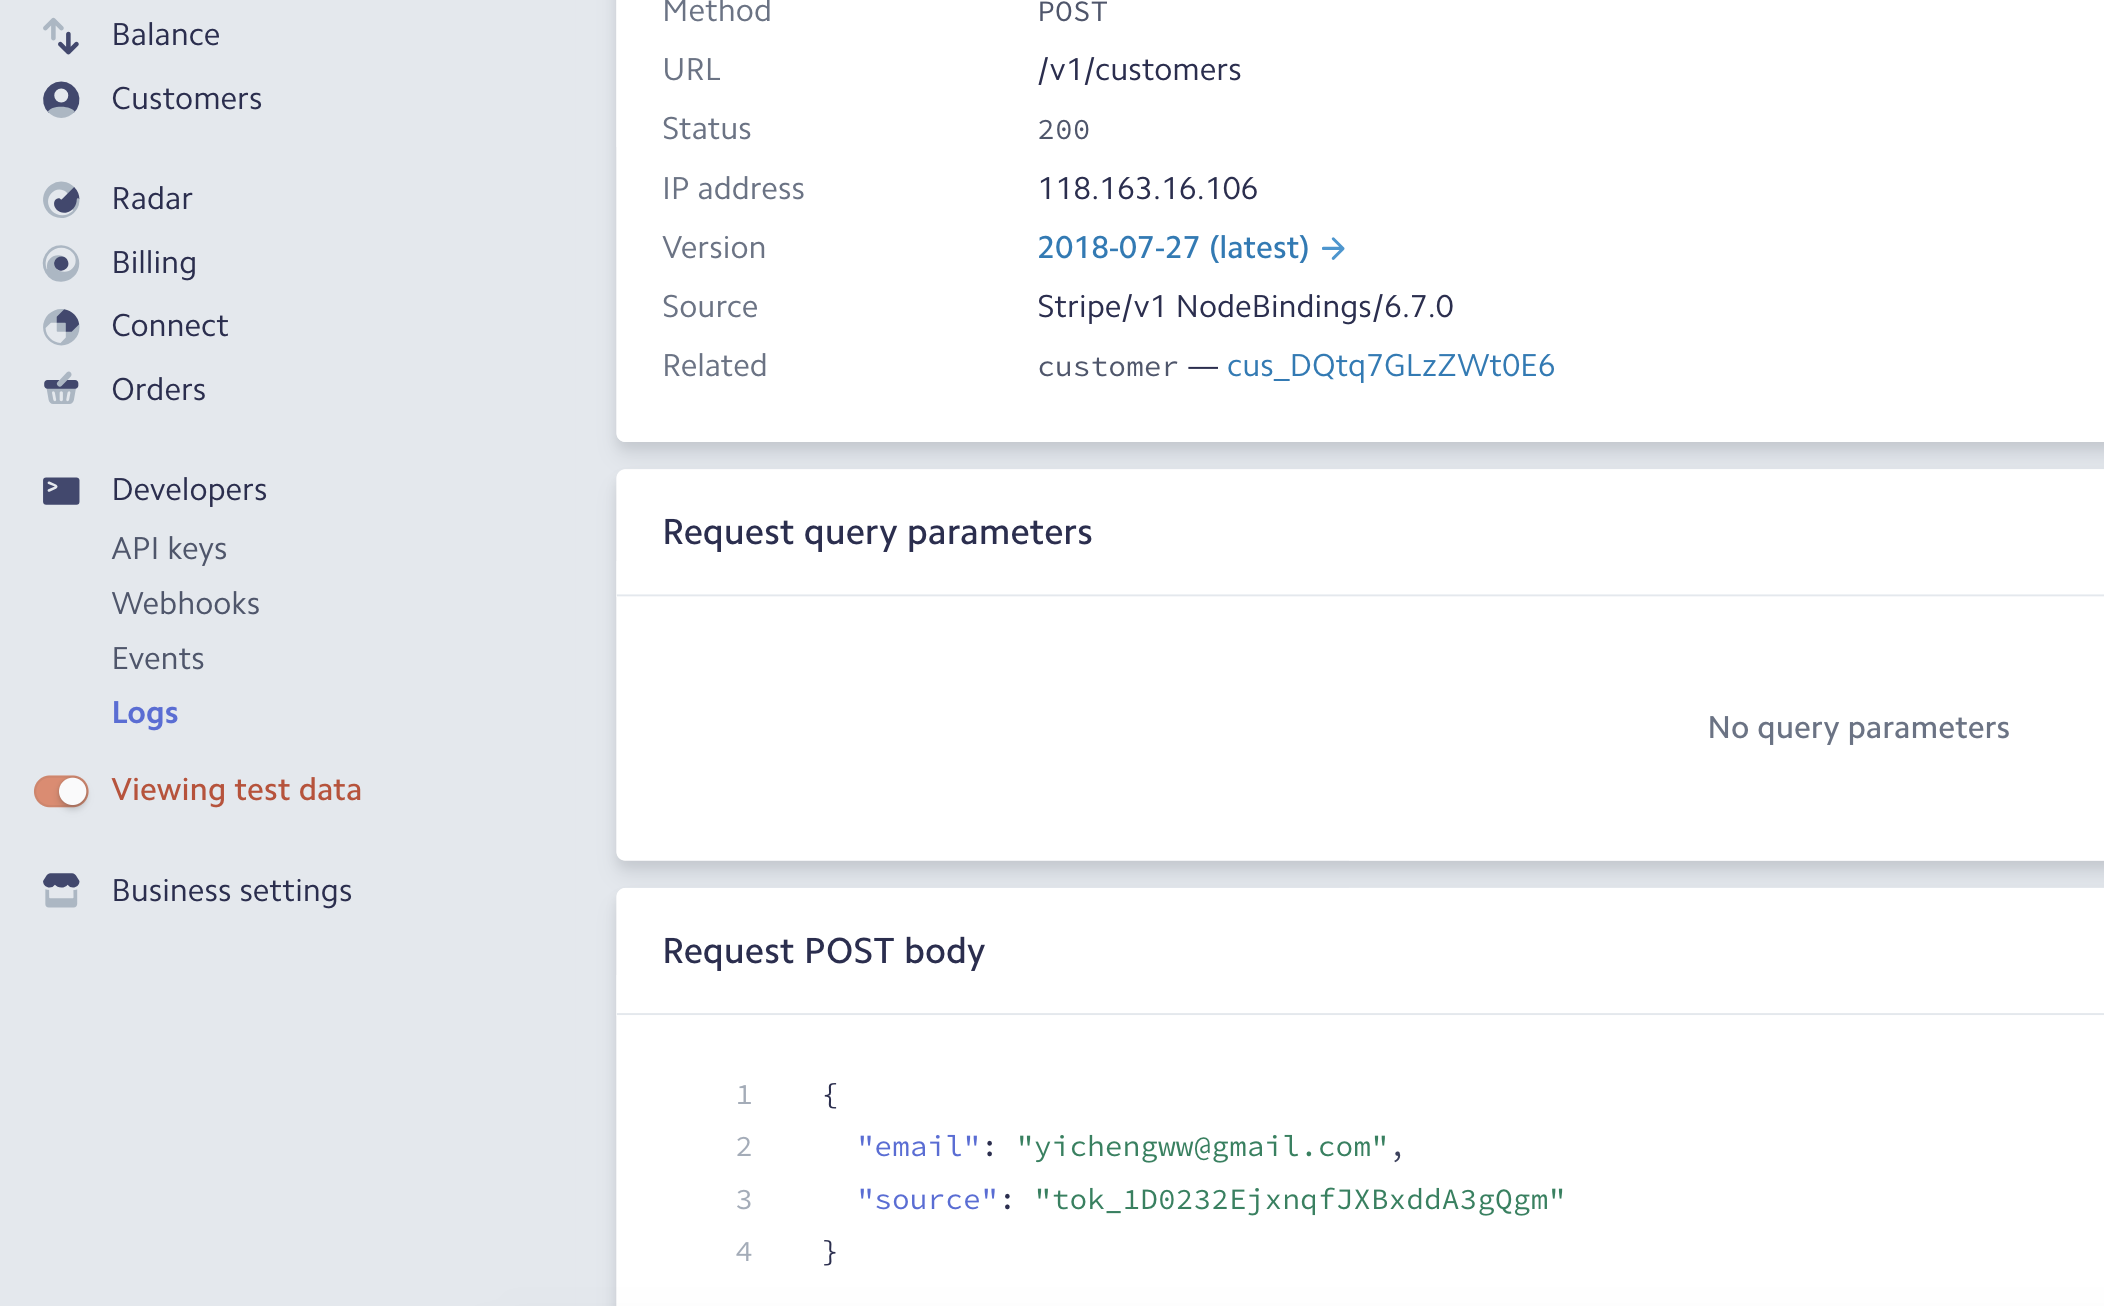 Balance
Customers
Radar
Billing
Connect
Orders
Developers
API keys
Webhooks
Events
Logs
Viewing test data
Business settings
Method POST
URL /v1/customers
Status 200
IP address 118.163.16.106
Version 2018-07-27 (latest) →
Source Stripe/v1 NodeBindings/6.7.0
Related customer — cus_DQtq7GLzZWt0E6
Request query parameters
No query parameters
Request POST body
1 {
2 "email": "yichengww@gmail.com",
3 "source": "tok_1D0232EjxnqfJXBxddA3gQgm"
4 }